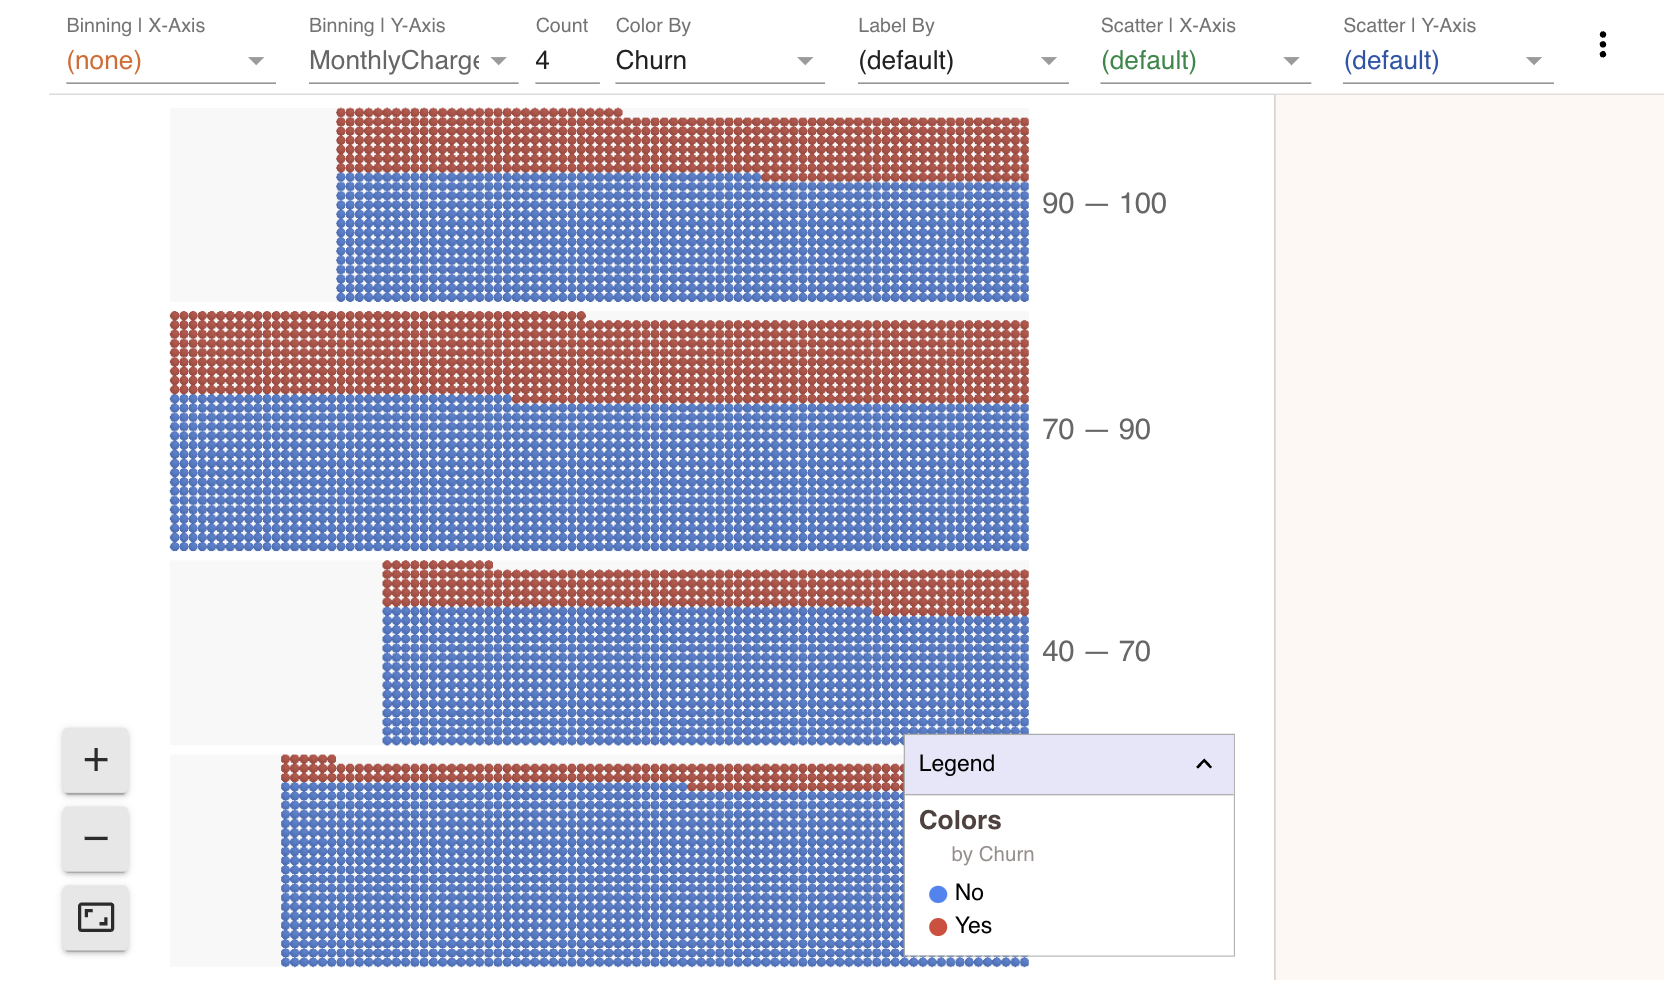 Binning | X-Axis
Binning | Y-Axis
Count
Color By
Label By
Scatter | X-Axis
Scatter | Y-Axis
(none)
MonthlyCharge
4
Churn
(default)
(default)
(default)
90 — 100
70 — 90
40 — 70
Legend
Colors
by Churn
No
Yes